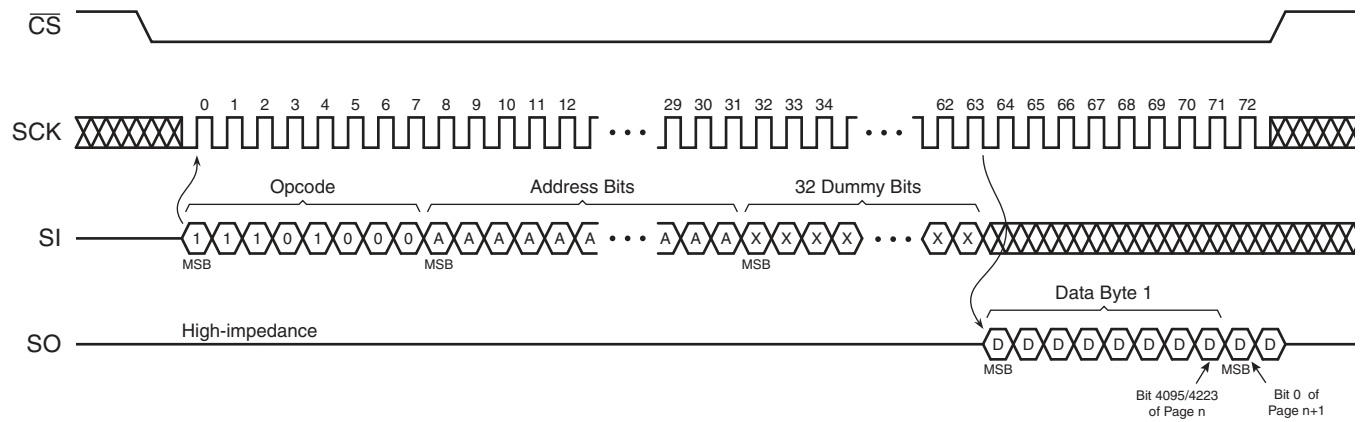 CS
0 1 2 3 4 5 6 7 8 9 10 11 12 29 30 31 32 33 34 62 63 64 65 66 67 68 69 70 71 72
SCK
Opcode Address Bits 32 Dummy Bits
SI 1 1 1 0 1 0 0 0 A A A A A A A A A X X X X X X
MSB MSB MSB
Data Byte 1
High-impedance
SO D D D D D D D D D D
MSB MSB
Bit 4095/4223 Bit 0 of
of Page n Page n+1